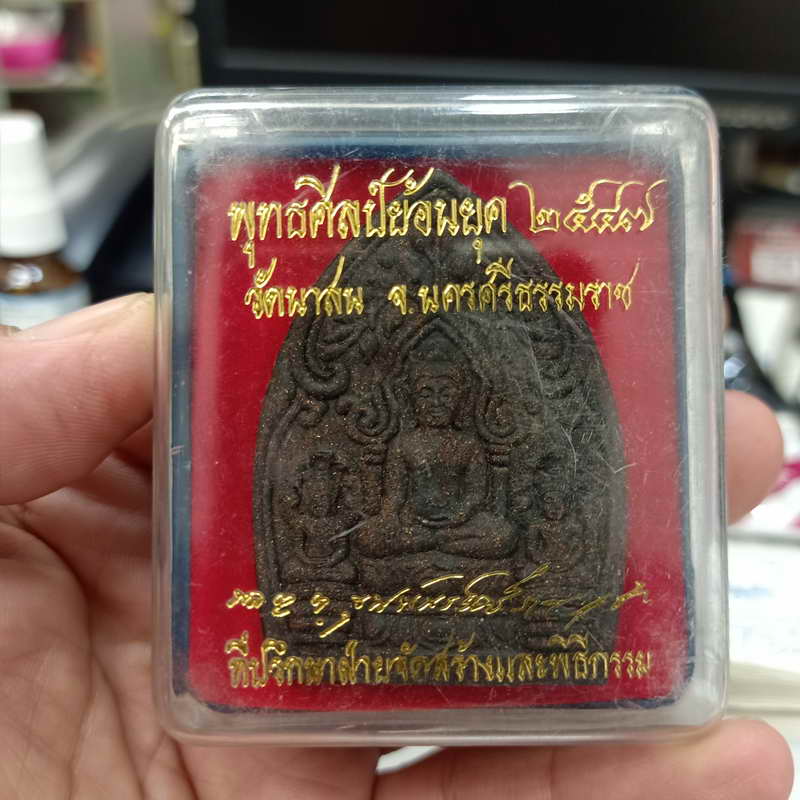 พุทธศิลป์ย้อนยุค ๒๕๔๗
วัดนาสน จ.นครศรีธรรมราช
ที่ปรึกษาฝ่ายจัดสร้างและพิธีกรรม